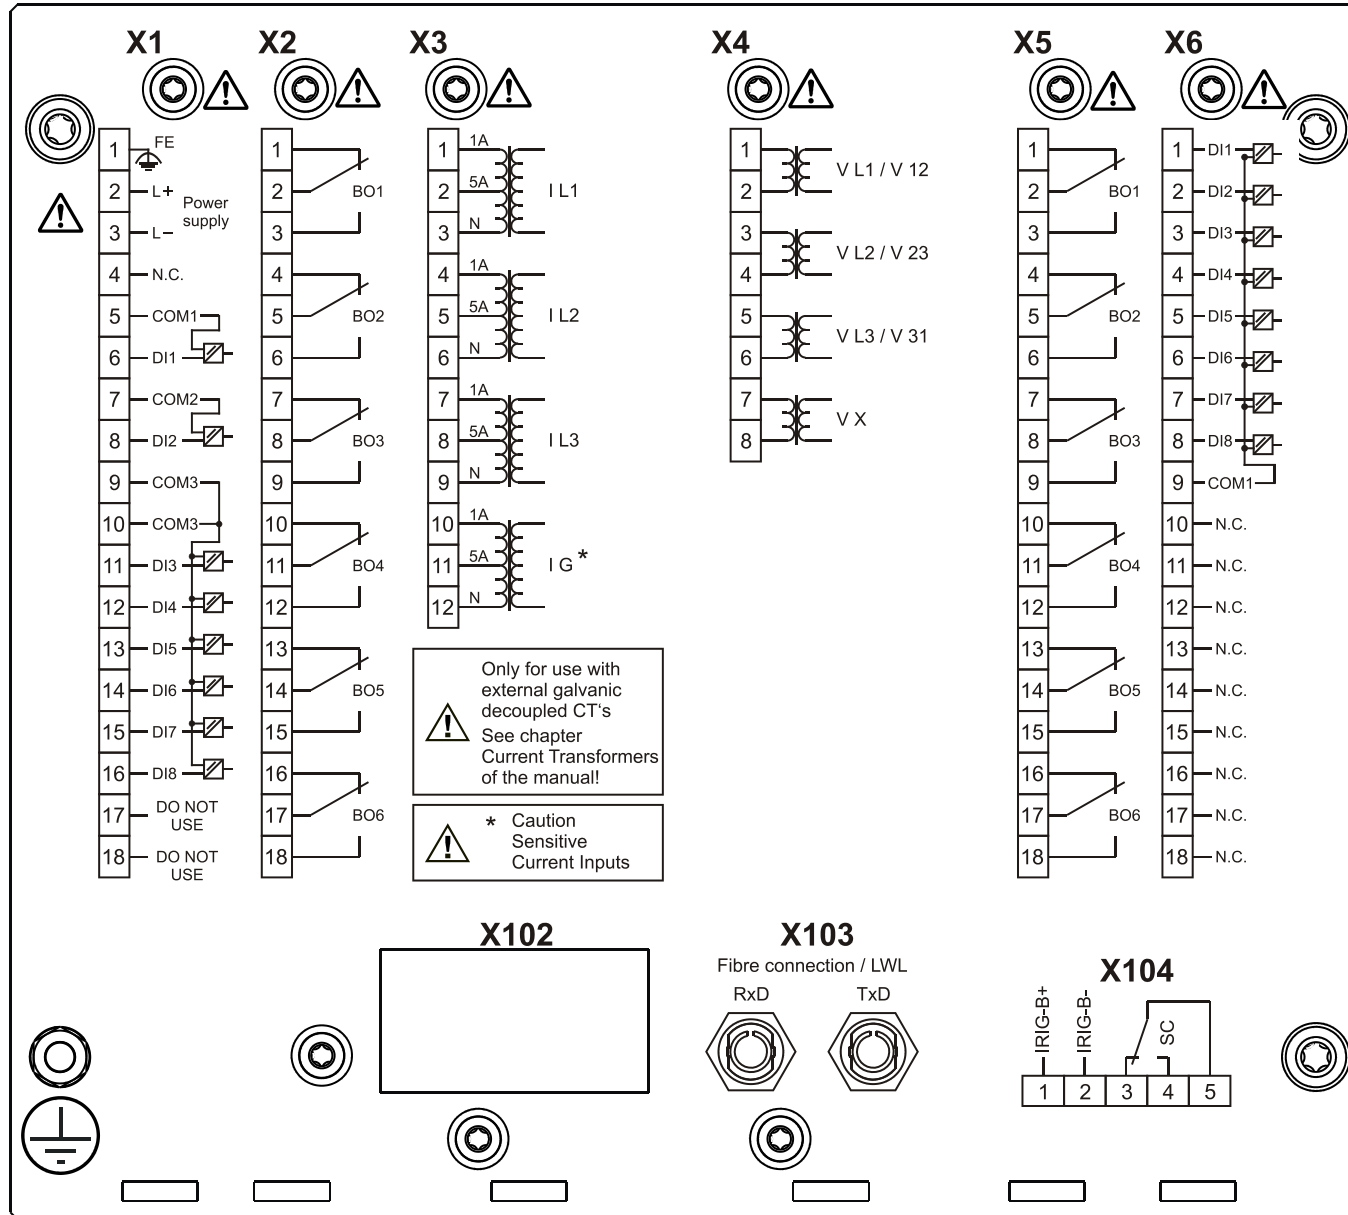 X1
1 FE
2 L+ Power
supply
3 L−
4 N.C.
5 COM1
6 DI1
7 COM2
8 DI2
9 COM3
10 COM3
11 DI3
12 DI4
13 DI5
14 DI6
15 DI7
16 DI8
17 DO NOT
USE
18 DO NOT
USE
X2
1
2 BO1
3
4
5 BO2
6
7
8 BO3
9
10
11 BO4
12
13
14 BO5
15
16
17 BO6
18
X3
1 1A
2 5A I L1
3 N
4 1A
5 5A I L2
6 N
7 1A
8 5A I L3
9 N
10 1A
11 5A I G *
12 N
Only for use with
external galvanic
decoupled CT‘s
See chapter
Current Transformers
of the manual!
* Caution
Sensitive
Current Inputs
X4
1
V L1 / V 12
2
3
V L2 / V 23
4
5
V L3 / V 31
6
7
V X
8
X5
1
2 BO1
3
4
5 BO2
6
7
8 BO3
9
10
11 BO4
12
13
14 BO5
15
16
17 BO6
18
X6
1 DI1
2 DI2
3 DI3
4 DI4
5 DI5
6 DI6
7 DI7
8 DI8
9 COM1
10 N.C.
11 N.C.
12 N.C.
13 N.C.
14 N.C.
15 N.C.
16 N.C.
17 N.C.
18 N.C.
X102
X103
Fibre connection / LWL
RxD TxD
X104
IRIG-B+
IRIG-B-
SC
1 2 3 4 5